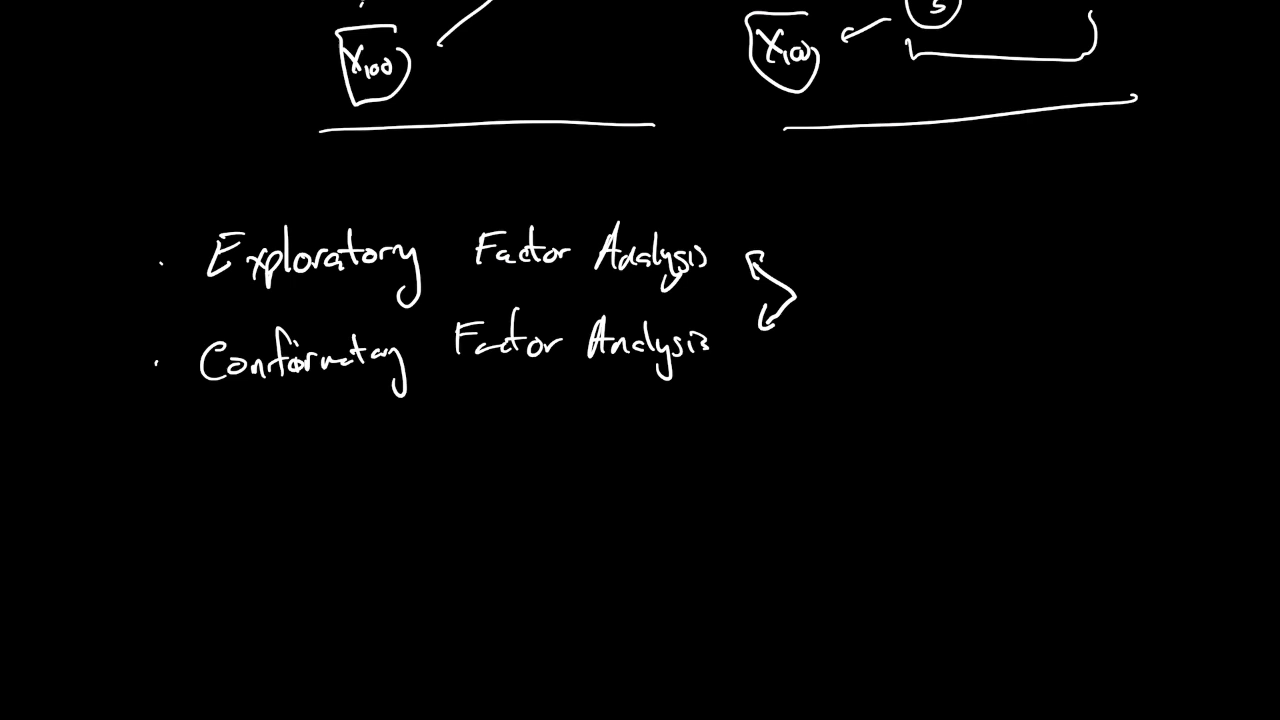 5
X100 X100
· Exploratory Factor Analysis
· Confirmatory Factor Analysis